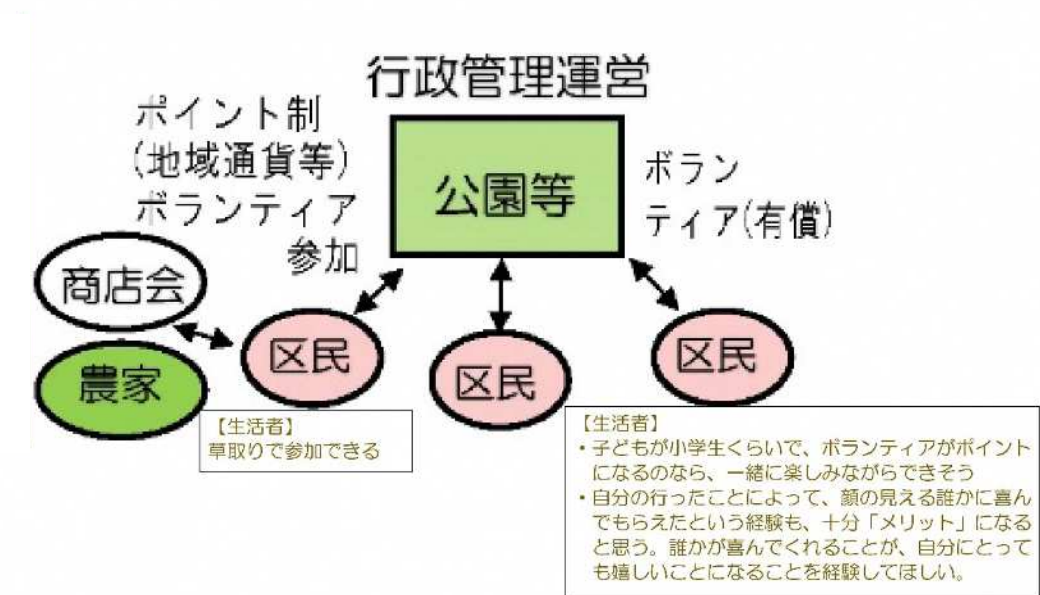 行政管理運営
ポイント制
(地域通貨等)
ボランティア
参加
公園等
ボラン
ティア(有償)
商店会
農家
区民
区民
区民
【生活者】
草取りで参加できる
【生活者】
・子どもが小学生くらいで、ボランティアがポイント
になるのなら、一緒に楽しみながらできそう
・自分の行ったことによって、顔の見える誰かに喜ん
でもらえたという経験も、十分「メリット」になる
と思う。誰かが喜んでくれることが、自分にとって
も嬉しいことになることを経験してほしい。